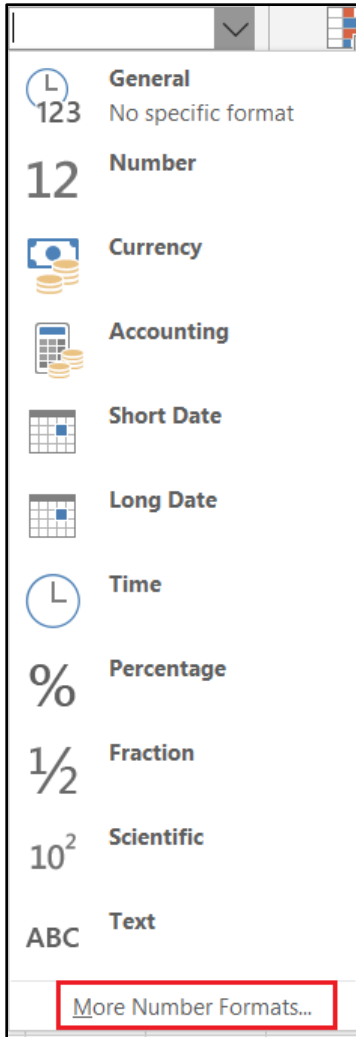 General
123
No specific format
12
Number
Currency
Accounting
Short Date
Long Date
Time
%
Percentage
½
Fraction
10²
Scientific
ABC
Text
More Number Formats...